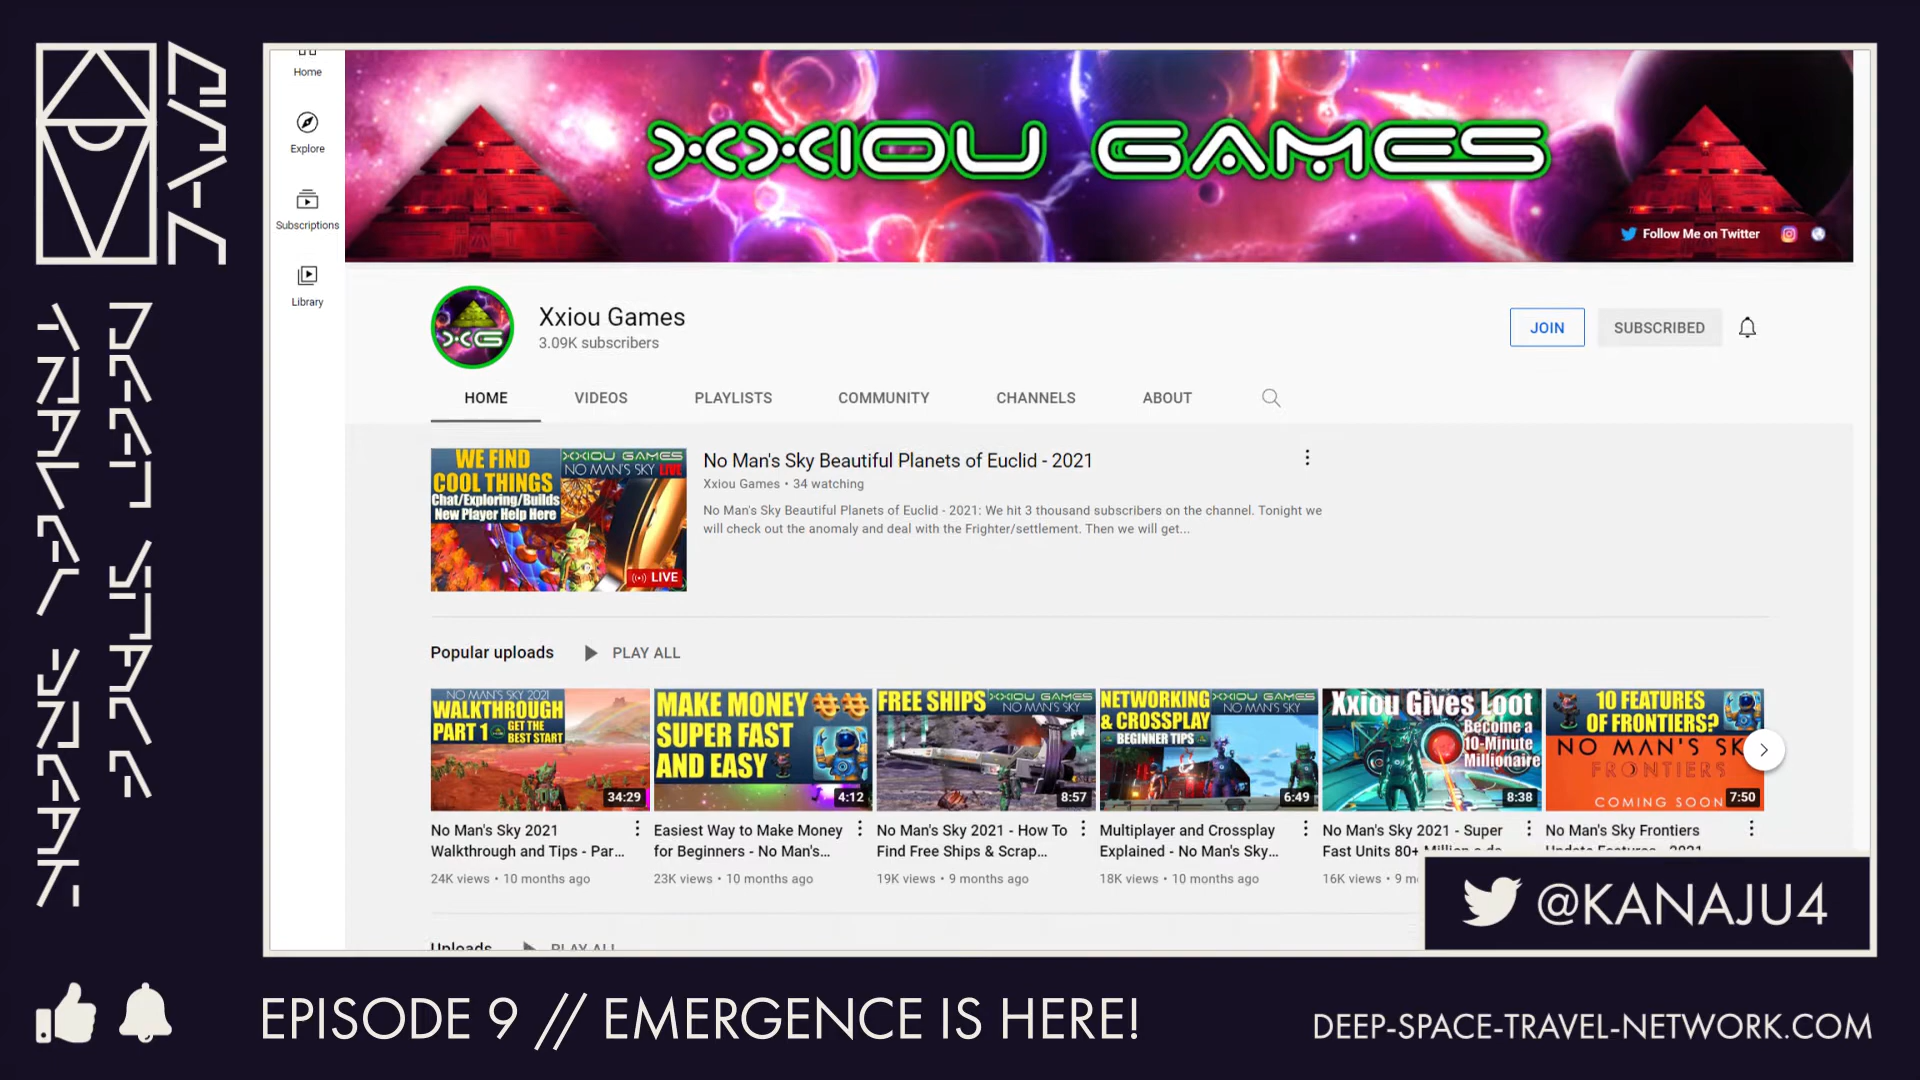 Home
Explore
Subscriptions
Library
XXIOU GAMES
Follow Me on Twitter
XG
Xxiou Games
3.09K subscribers
JOIN
SUBSCRIBED
HOME
VIDEOS
PLAYLISTS
COMMUNITY
CHANNELS
ABOUT
WE FIND
COOL THINGS
Chat/Exploring/Builds
New Player Help Here
XXIOU GAMES
NO MAN'S SKY LIVE
LIVE
No Man's Sky Beautiful Planets of Euclid - 2021
Xxiou Games • 34 watching
No Man's Sky Beautiful Planets of Euclid - 2021: We hit 3 thousand subscribers on the channel. Tonight we
will check out the anomaly and deal with the Frighter/settlement. Then we will get...
Popular uploads
PLAY ALL
NO MAN'S SKY 2021
WALKTHROUGH
PART 1
GET THE
BEST START
34:29
No Man's Sky 2021
Walkthrough and Tips - Par...
24K views • 10 months ago
MAKE MONEY
SUPER FAST
AND EASY
4:12
Easiest Way to Make Money
for Beginners - No Man's...
23K views • 10 months ago
FREE SHIPS
XXIOU GAMES
NO MAN'S SKY
8:57
No Man's Sky 2021 - How To
Find Free Ships & Scrap...
19K views • 9 months ago
NETWORKING
& CROSSPLAY
BEGINNER TIPS
XXIOU GAMES
NO MAN'S SKY
6:49
Multiplayer and Crossplay
Explained - No Man's Sky...
18K views • 10 months ago
Xxiou Gives Loot
Become a
10-Minute
Millionaire
8:38
No Man's Sky 2021 - Super
Fast Units 80+ Million a da
16K views • 9 m
10 FEATURES
OF FRONTIERS?
NO MAN'S SK
FRONTIERS
COMING SOON
7:50
No Man's Sky Frontiers
Update Features - 2021
Uploads
PLAY ALL
@KANAJU4
EPISODE 9 // EMERGENCE IS HERE!
DEEP-SPACE-TRAVEL-NETWORK.COM